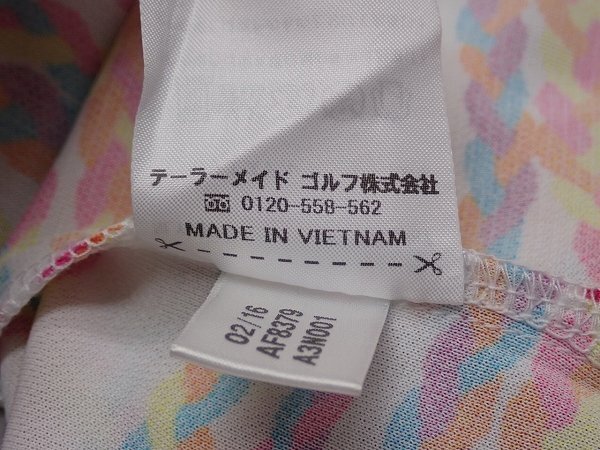 テーラーメイド ゴルフ株式会社
0120-558-562
MADE IN VIETNAM
02/16
AF8379
A3N001